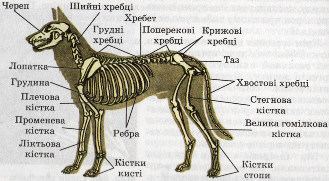 Череп
Шийні хребці
Хребет
Грудні
хребці
Поперекові
хребці
Крижові
хребці
Лопатка
Грудина
Плечова
кістка
Променева
кістка
Ліктьова
кістка
Ребра
Кістки
кисті
Таз
Хвостові хребці
Стегнова
кістка
Велика гомілкова
кістка
Кістки
стопи